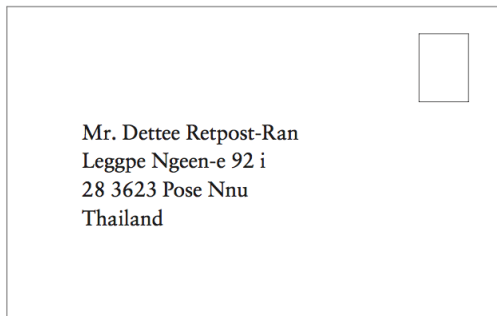 Mr. Dettee Retpost-Ran
Leggpe Ngeen-e 92 i
28 3623 Pose Nnu
Thailand